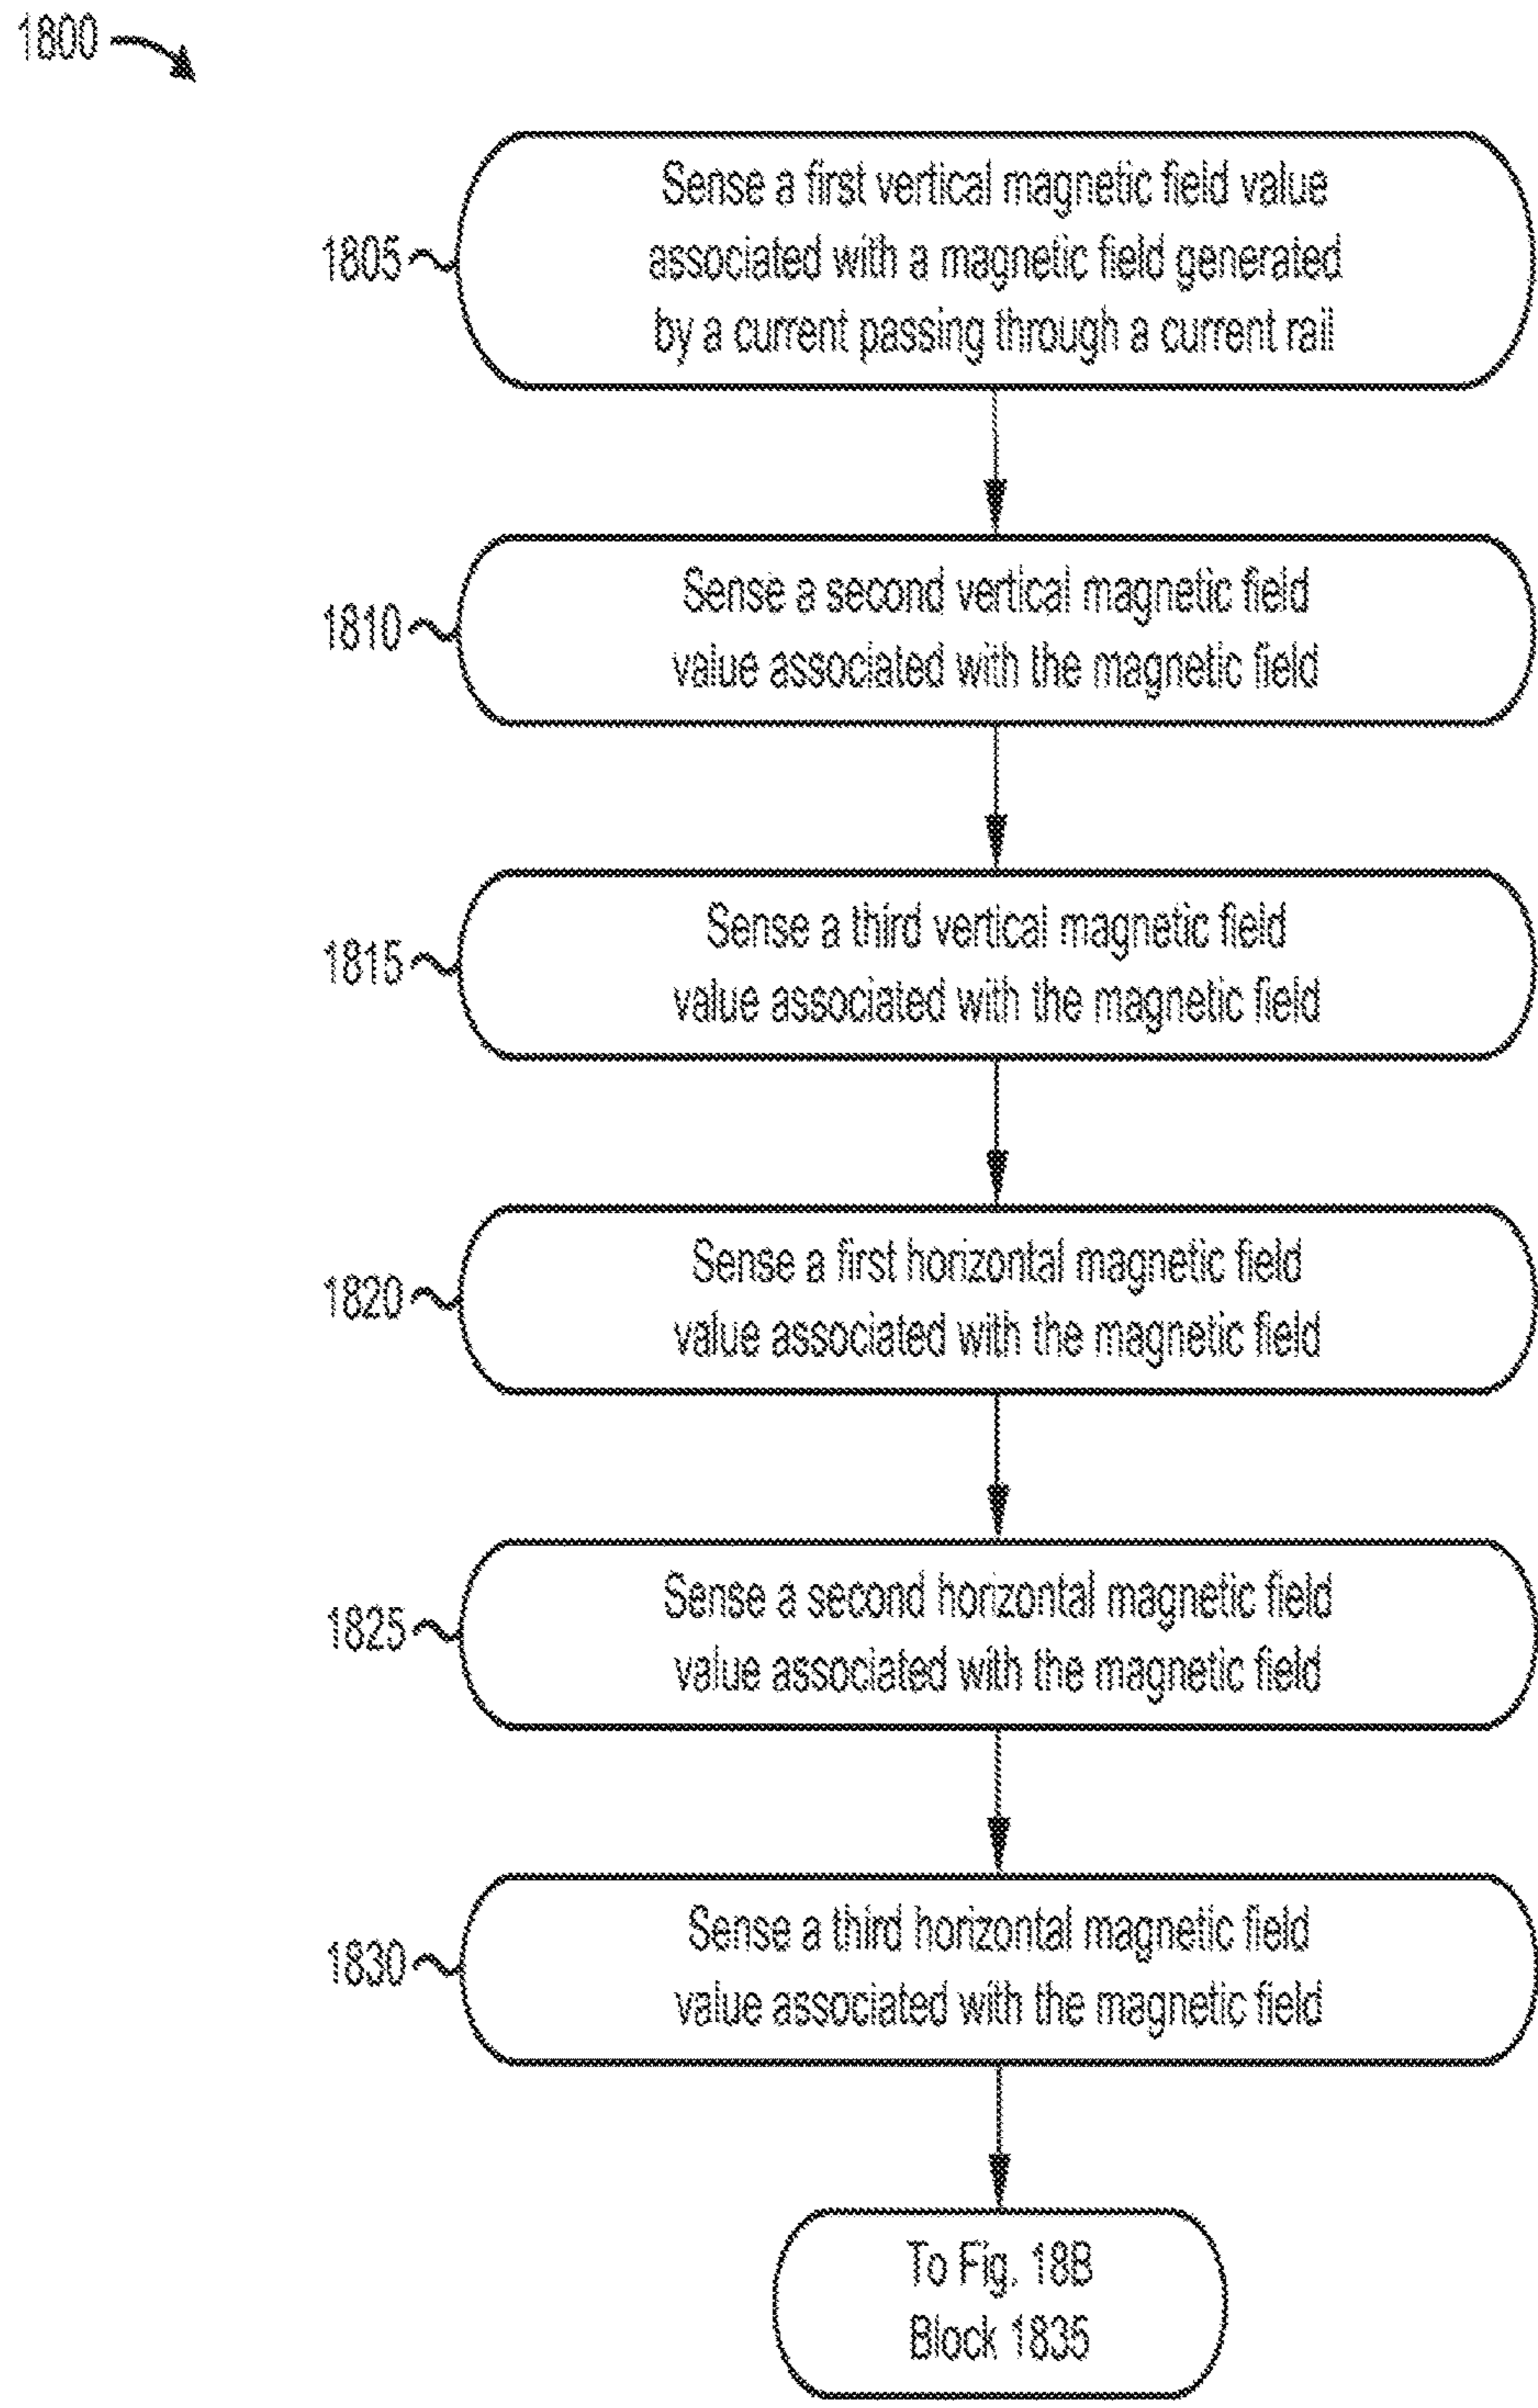 1800
Sense a first vertical magnetic field value
associated with a magnetic field generated
by a current passing through a current rail
1805
Sense a second vertical magnetic field
value associated with the magnetic field
1810
Sense a third vertical magnetic field
value associated with the magnetic field
1815
Sense a first horizontal magnetic field
value associated with the magnetic field
1820
Sense a second horizontal magnetic field
value associated with the magnetic field
1825
Sense a third horizontal magnetic field
value associated with the magnetic field
1830
To Fig. 18B
Block 1835